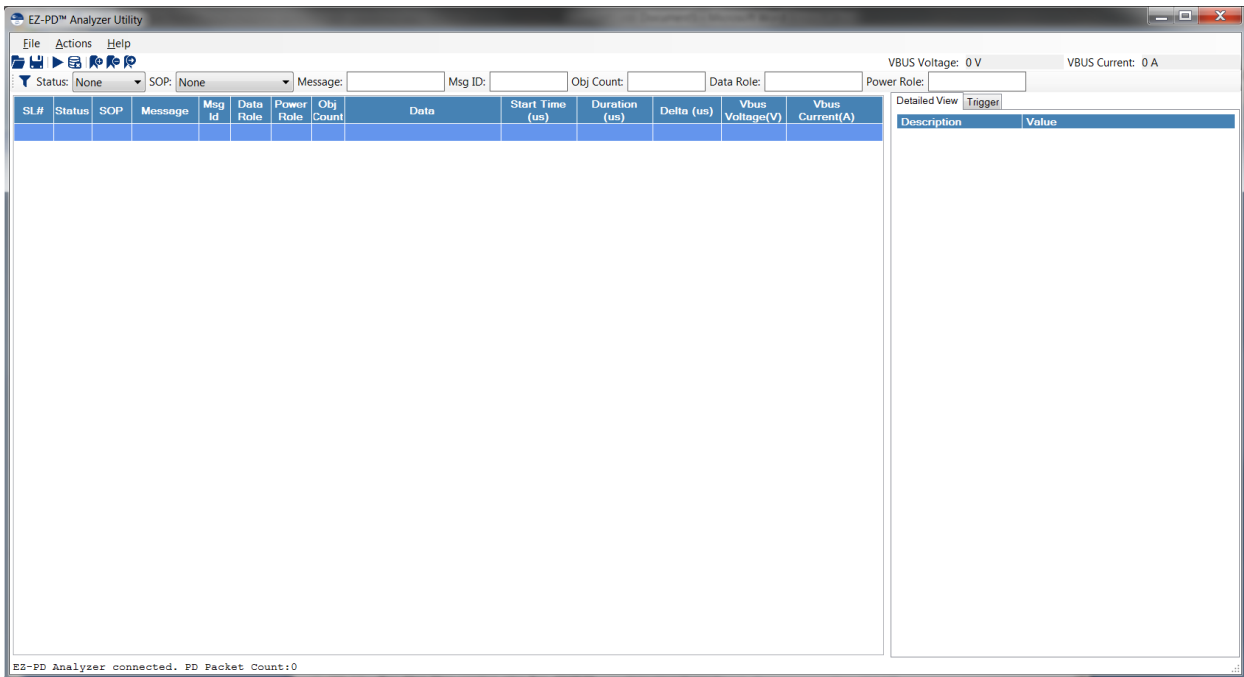 EZ-PD™ Analyzer Utility
File Actions Help
VBUS Voltage: 0 V VBUS Current: 0 A
Status: None SOP: None Message: Msg ID: Obj Count: Data Role: Power Role:
SL# Status SOP Message Msg Id Data Role Power Role Obj Count Data Start Time (us) Duration (us) Delta (us) Vbus Voltage(V) Vbus Current(A)
Detailed View Trigger
Description Value
EZ-PD Analyzer connected. PD Packet Count:0